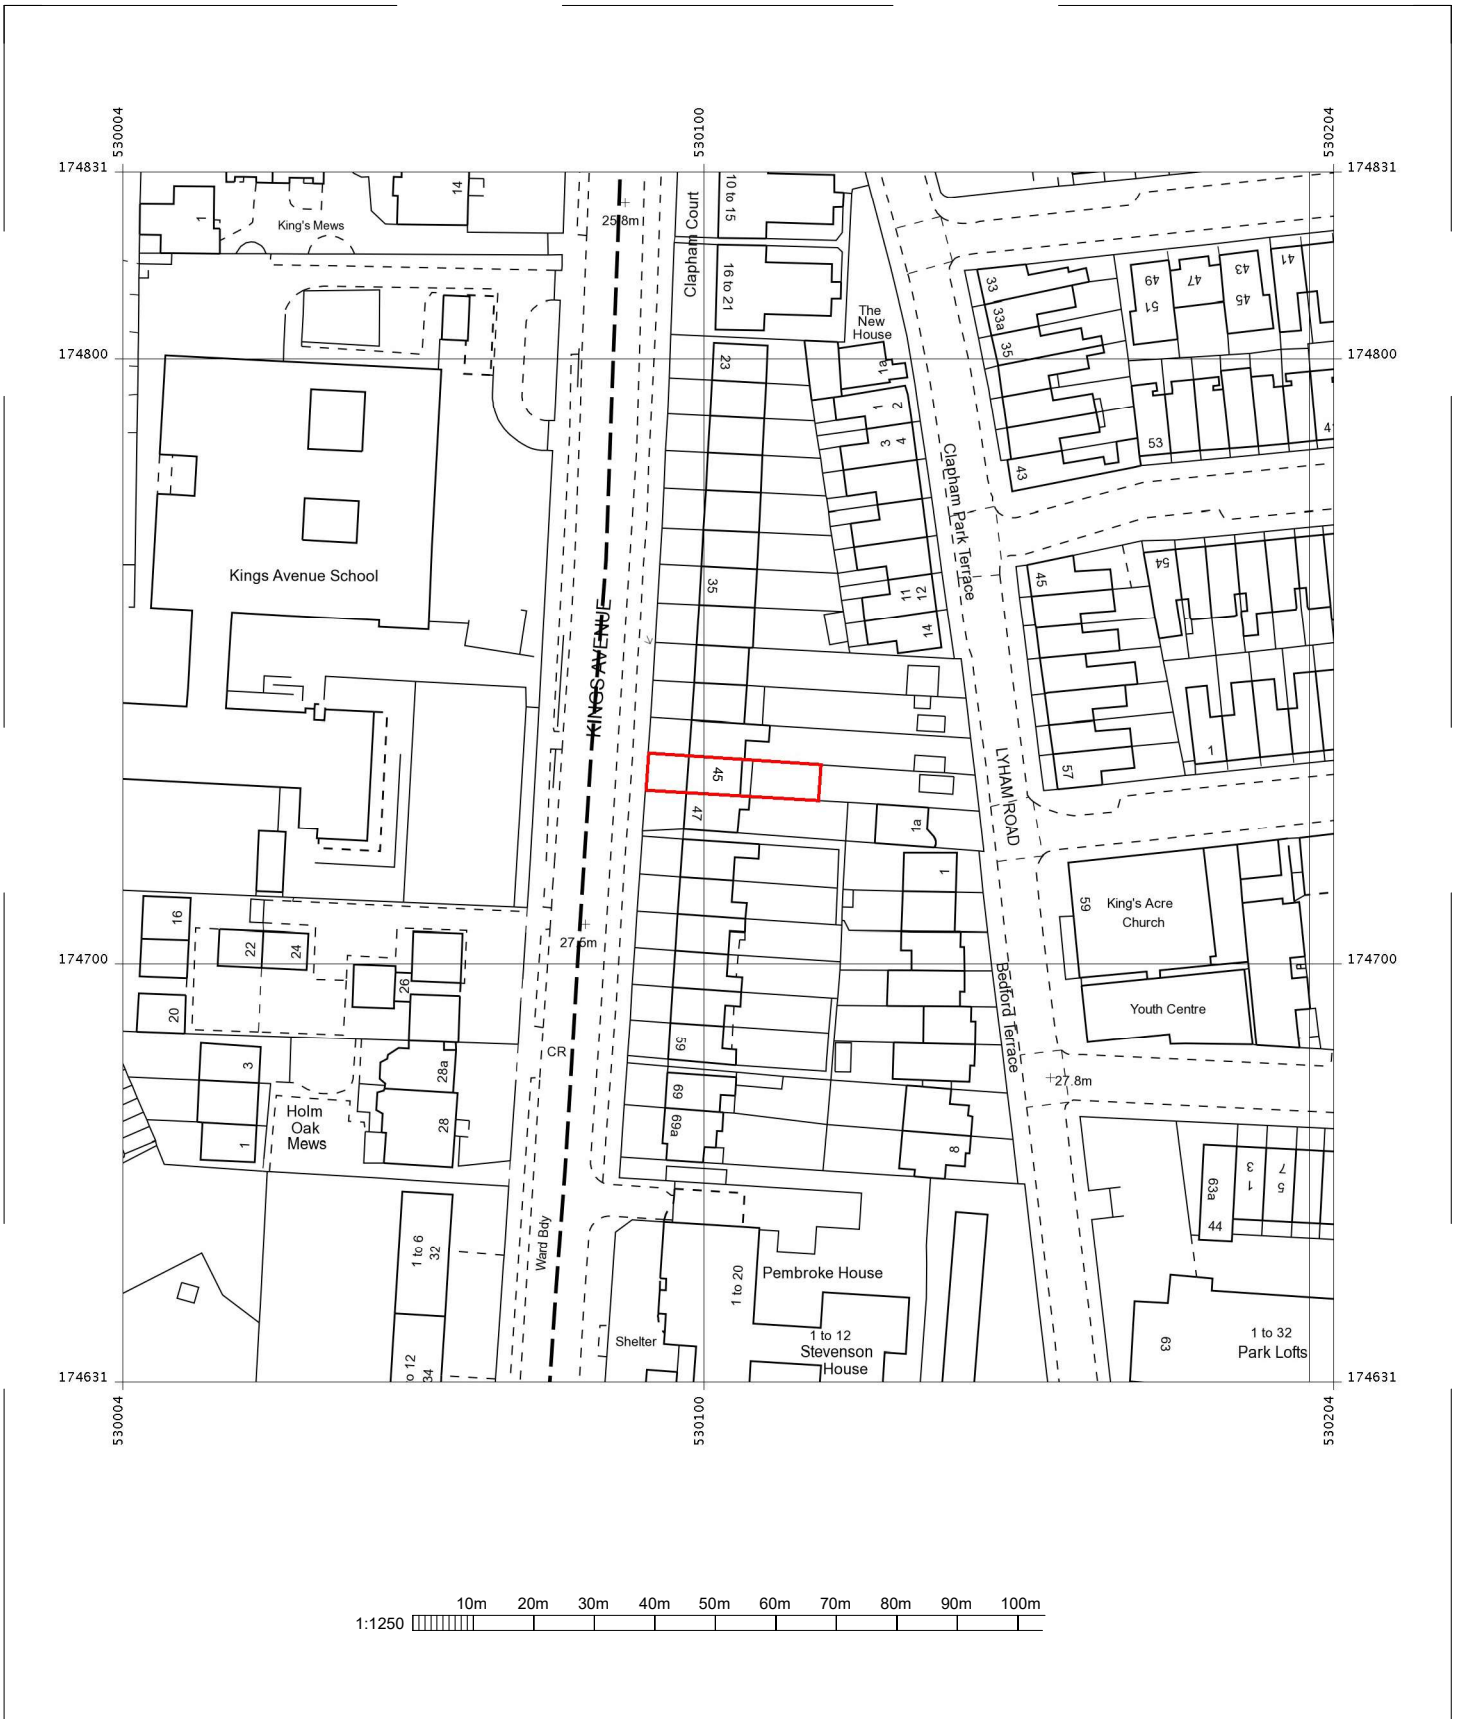 530004
530100
530204
174831
174831
14
10 to 15
1
King's Mews
25.8m
Clapham Court
16 to 21
The
New
House
33
33a
35
49
51
47
43
45
41
174800
174800
23
1a
1
2
3
4
43
53
Clapham Park Terrace
Kings Avenue School
35
11
12
14
45
54
KINGS AVENUE
45
47
1a
57
1
LYHAM ROAD
1
59
King's Acre
Church
16
22
24
27.5m
174700
174700
26
20
Bedford Terrace
Youth Centre
59
CR
3
28a
27.8m
69
69a
Holm
Oak
Mews
28
1
8
1
3
5
7
63a
44
Ward Bdy
1 to 6
32
1 to 20
Pembroke House
Shelter
1 to 12
Stevenson
House
63
1 to 32
Park Lofts
o 12
34
174631
174631
530004
530100
530204
10m 20m 30m 40m 50m 60m 70m 80m 90m 100m
1:1250